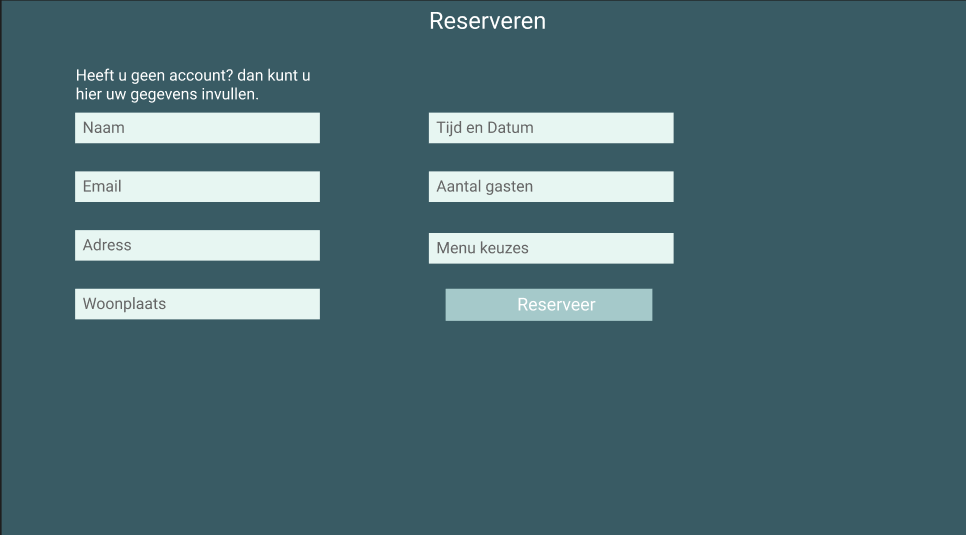 Reserveren
Heeft u geen account? dan kunt u
hier uw gegevens invullen.
Naam
Email
Adress
Woonplaats
Tijd en Datum
Aantal gasten
Menu keuzes
Reserveer